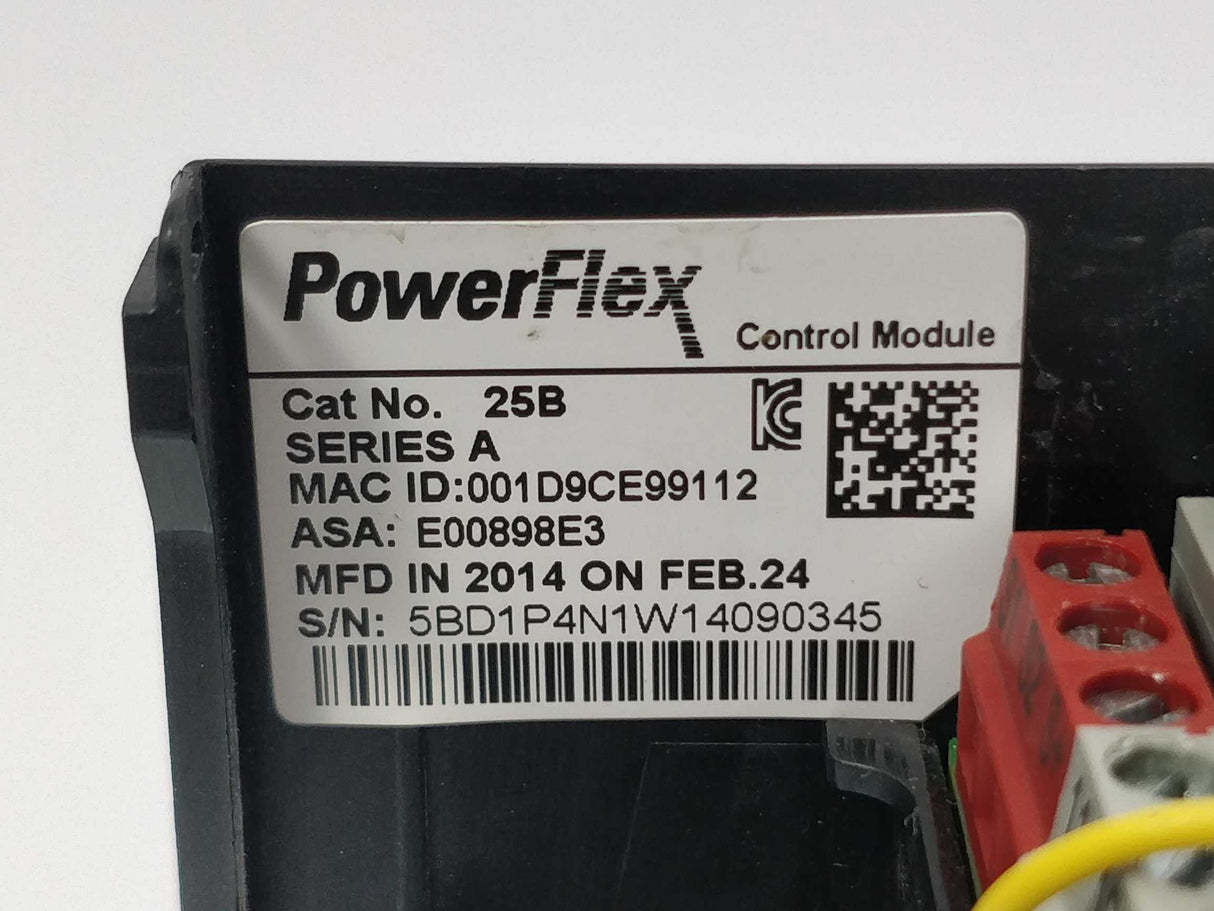 PowerFlex
Control Module
Cat No. 25B
SERIES A
MAC ID:001D9CE99112
ASA: E00898E3
MFD IN 2014 ON FEB.24
S/N: 5BD1P4N1W14090345